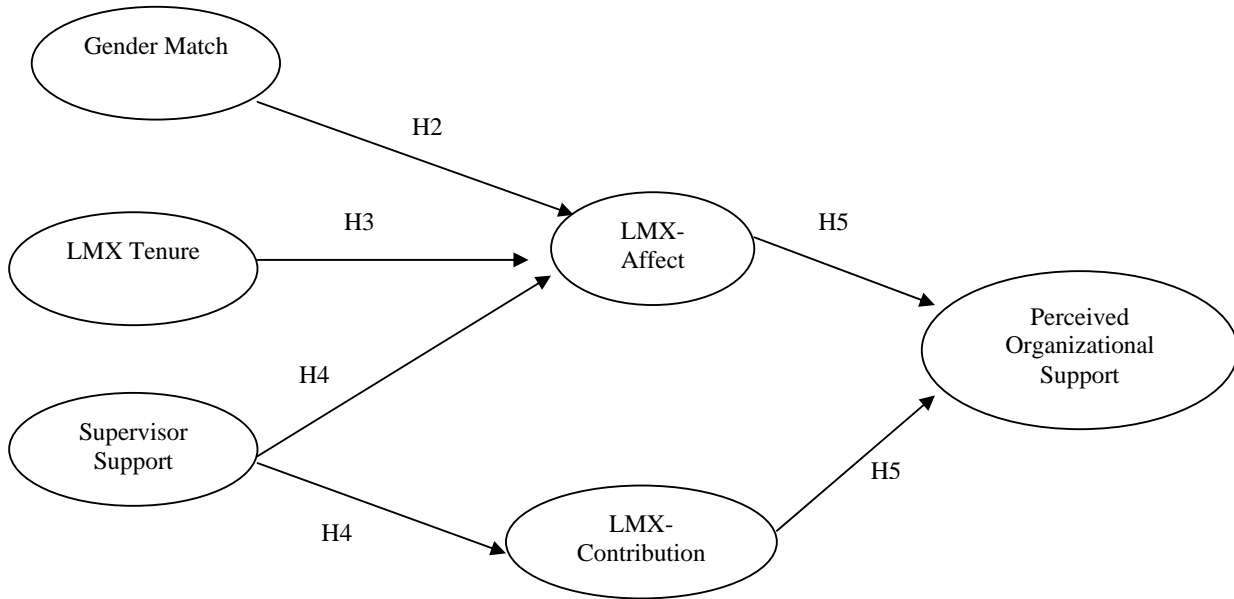 Gender Match
H2
LMX Tenure
H3
LMX-
Affect
H5
Perceived
Organizational
Support
H4
Supervisor
Support
H4
LMX-
Contribution
H5